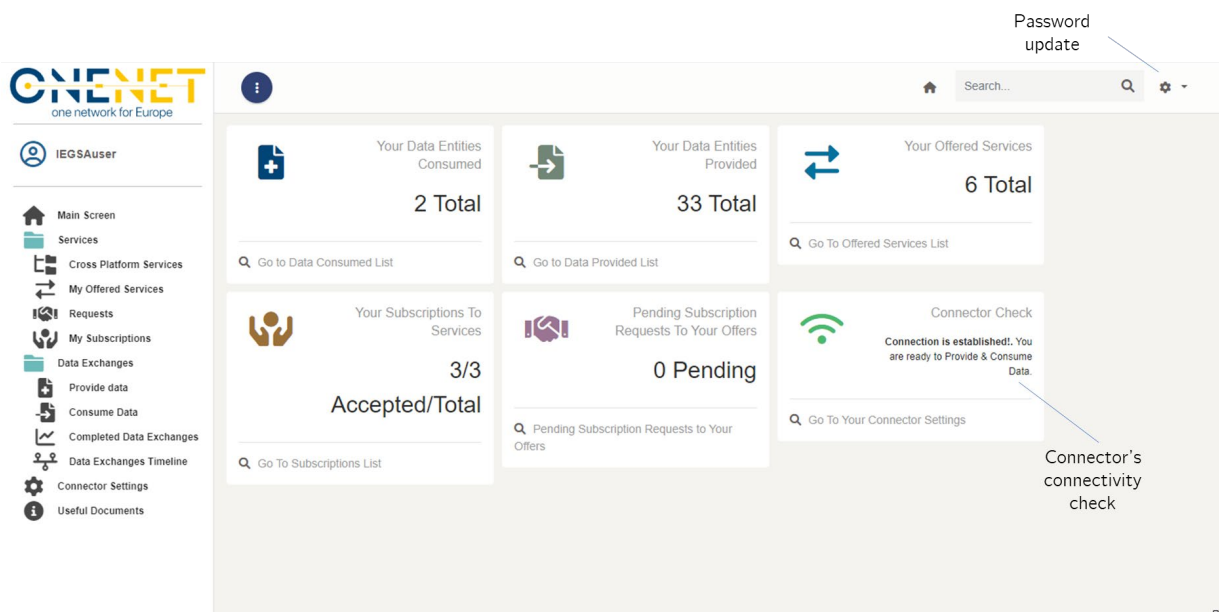 Password
update
ONENET
one network for Europe
Search...
IEGSAuser
Main Screen
Services
Cross Platform Services
My Offered Services
Requests
My Subscriptions
Data Exchanges
Provide data
Consume Data
Completed Data Exchanges
Data Exchanges Timeline
Connector Settings
Useful Documents
Your Data Entities
Consumed
2 Total
Go to Data Consumed List
Your Data Entities
Provided
33 Total
Go to Data Provided List
Your Offered Services
6 Total
Go To Offered Services List
Your Subscriptions To
Services
3/3
Accepted/Total
Go To Subscriptions List
Pending Subscription
Requests To Your Offers
0 Pending
Pending Subscription Requests to Your
Offers
Connector Check
Connection is established!. You
are ready to Provide & Consume
Data.
Go To Your Connector Settings
Connector's
connectivity
check